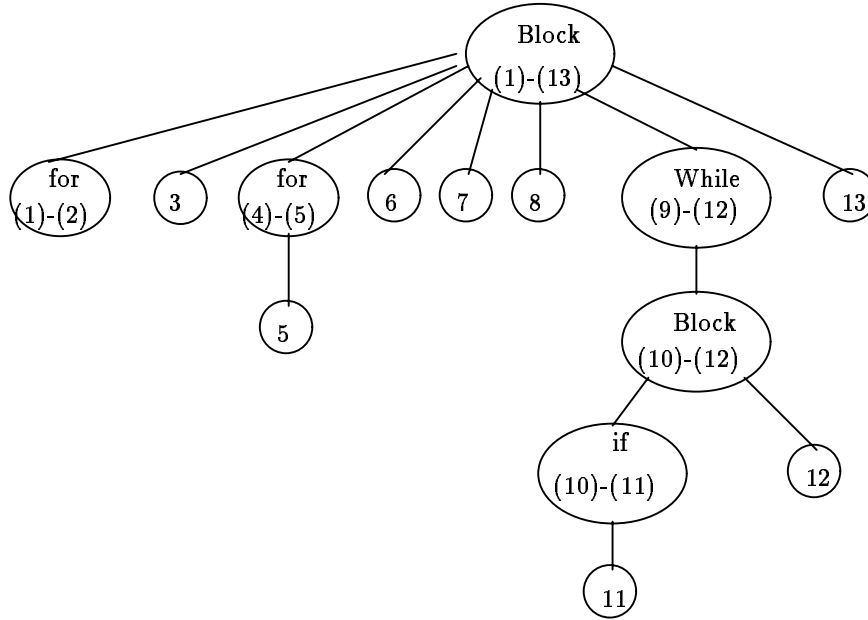 Block
(1)-(13)
for
(1)-(2)
3
for
(4)-(5)
6
7
8
While
(9)-(12)
13
5
Block
(10)-(12)
if
(10)-(11)
12
11